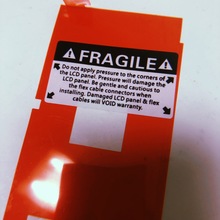 FRAGILE
Do not apply pressure to the corners of
the LCD panel. Pressure will damage the
LCD panel. Be gentle and cautious to
the flex cable connectors when
installing. Damaged LCD panel & flex
cables will VOID warranty.